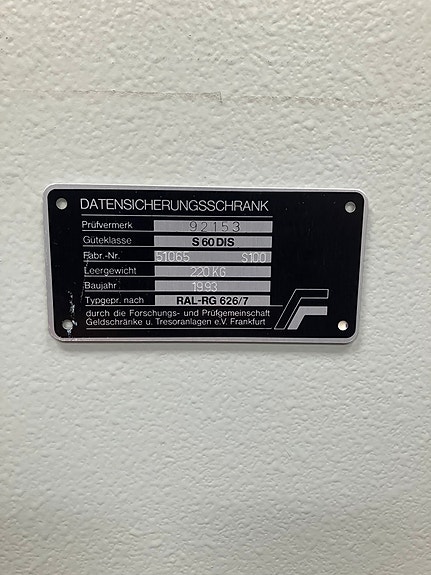 DATENSICHERUNGSSCHRANK
Prüfvermerk 92153
Güteklasse S 60 DIS
Fabr.-Nr. 51065 S100
Leergewicht 220 KG
Baujahr 1993
Typgepr. nach RAL-RG 626/7
durch die Forschungs- und Prüfgemeinschaft
Geldschränke u. Tresoranlagen e.V. Frankfurt